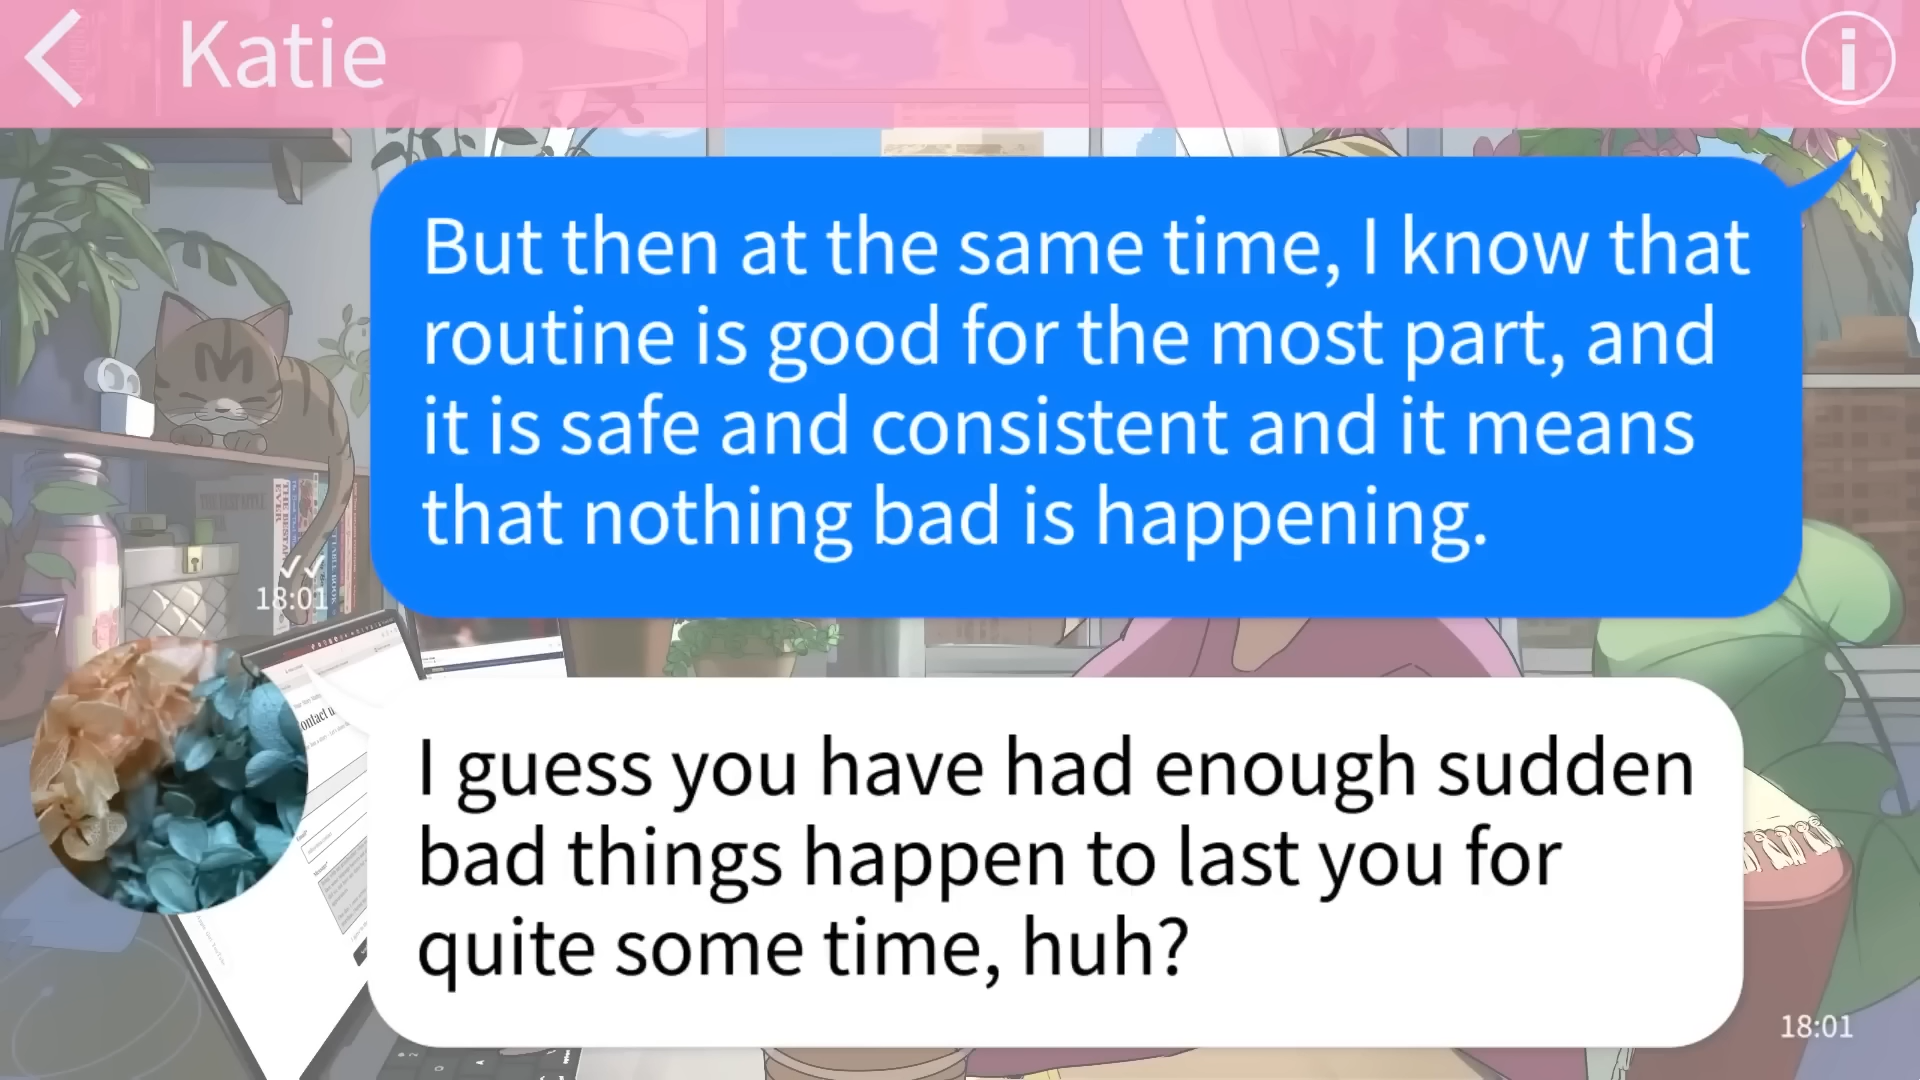 Katie
But then at the same time, I know that
routine is good for the most part, and
it is safe and consistent and it means
that nothing bad is happening.
18:01
I guess you have had enough sudden
bad things happen to last you for
quite some time, huh?
18:01